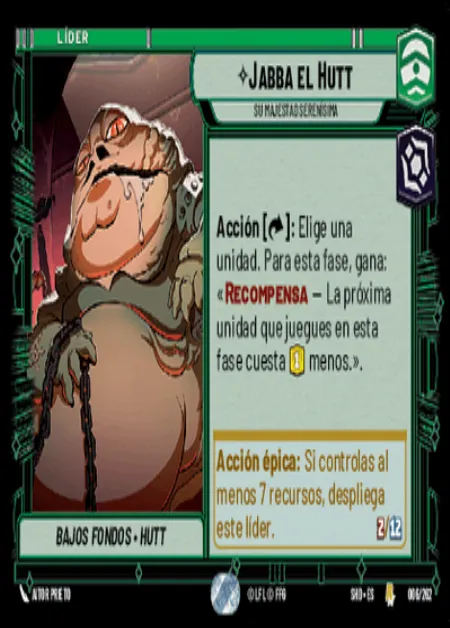 LÍDER
✧JABBA EL HUTT
SU MAJESTAD SERENÍSIMA
Acción [↷]: Elige una
unidad. Para esta fase, gana:
«RECOMPENSA – La próxima
unidad que juegues en esta
fase cuesta 1 menos.».
Acción épica: Si controlas al
menos 7 recursos, despliega
este líder.
2/12
BAJOS FONDOS • HUTT
AITOR PRIETO
© LFL © FFG
SHD • ES
006/262